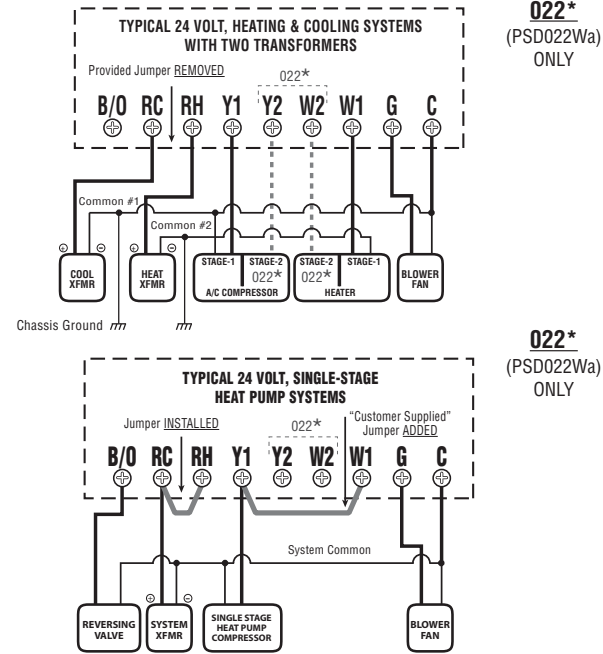 TYPICAL 24 VOLT, HEATING & COOLING SYSTEMS
WITH TWO TRANSFORMERS
022*
(PSD022Wa)
ONLY
Provided Jumper REMOVED
022*
B/O RC RH Y1 Y2 W2 W1 G C
Common #1
Common #2
+ − + −
COOL
XFMR
HEAT
XFMR
STAGE-1 STAGE-2
022*
A/C COMPRESSOR
STAGE-2 STAGE-1
022*
HEATER
BLOWER
FAN
Chassis Ground
022*
(PSD022Wa)
ONLY
TYPICAL 24 VOLT, SINGLE-STAGE
HEAT PUMP SYSTEMS
Jumper INSTALLED
022*
“Customer Supplied”
Jumper ADDED
B/O RC RH Y1 Y2 W2 W1 G C
System Common
+ −
REVERSING
VALVE
SYSTEM
XFMR
SINGLE STAGE
HEAT PUMP
COMPRESSOR
BLOWER
FAN